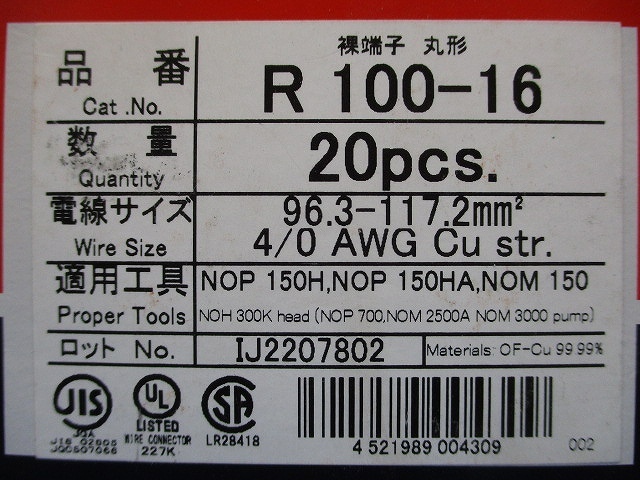 裸端子 丸形
品番 R 100-16
Cat .No.
数量 20pcs.
Quantity
電線サイズ 96.3-117.2mm²
Wire Size 4/0 AWG Cu str.
適用工具 NOP 150H,NOP 150HA,NOM 150
Proper Tools NOH 300K head (NOP 700,NOM 2500A NOM 3000 pump)
ロット No. IJ2207802 Materials: OF-Cu 99.99%
JIS UL SA
LISTED
JIS C2805 WIRE CONNECTOR LR28418
227K
4 521989 004309 002